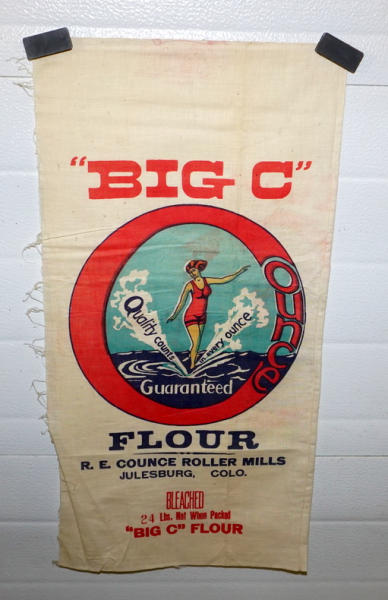 "BIG C"
Counce
Quality counts
in every ounce
Guaranteed
FLOUR
R. E. COUNCE ROLLER MILLS
JULESBURG, COLO.
BLEACHED
24 Lbs. Net When Packed
"BIG C" FLOUR